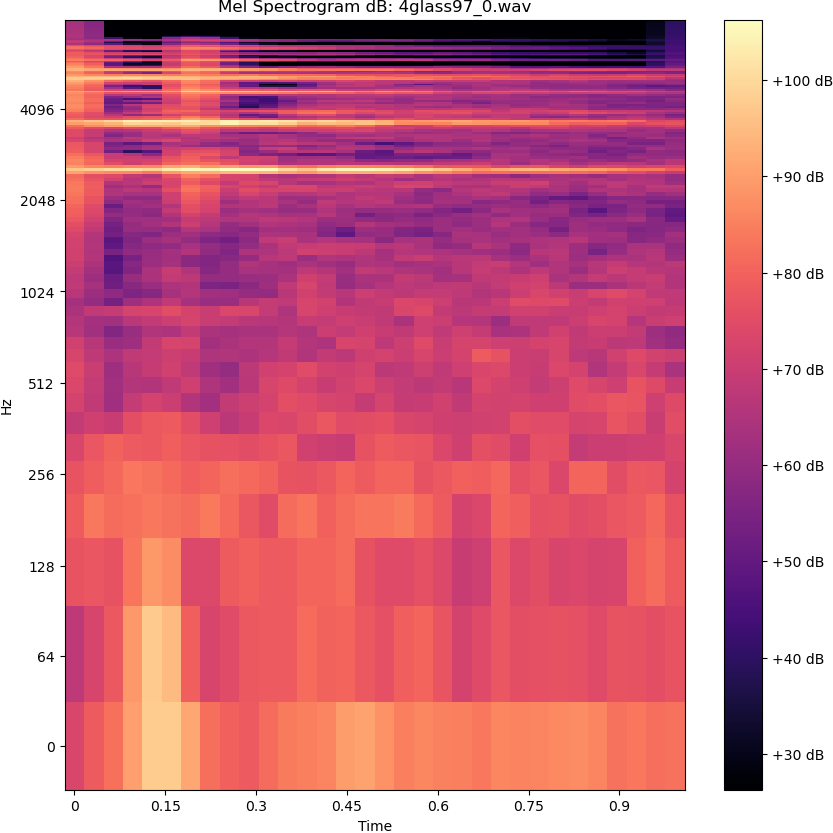 Mel Spectrogram dB: 4glass97_0.wav
+100 dB
4096
+90 dB
2048
+80 dB
1024
+70 dB
512
Hz
256
+60 dB
128
+50 dB
64
+40 dB
0
+30 dB
0 0.15 0.3 0.45 0.6 0.75 0.9
Time